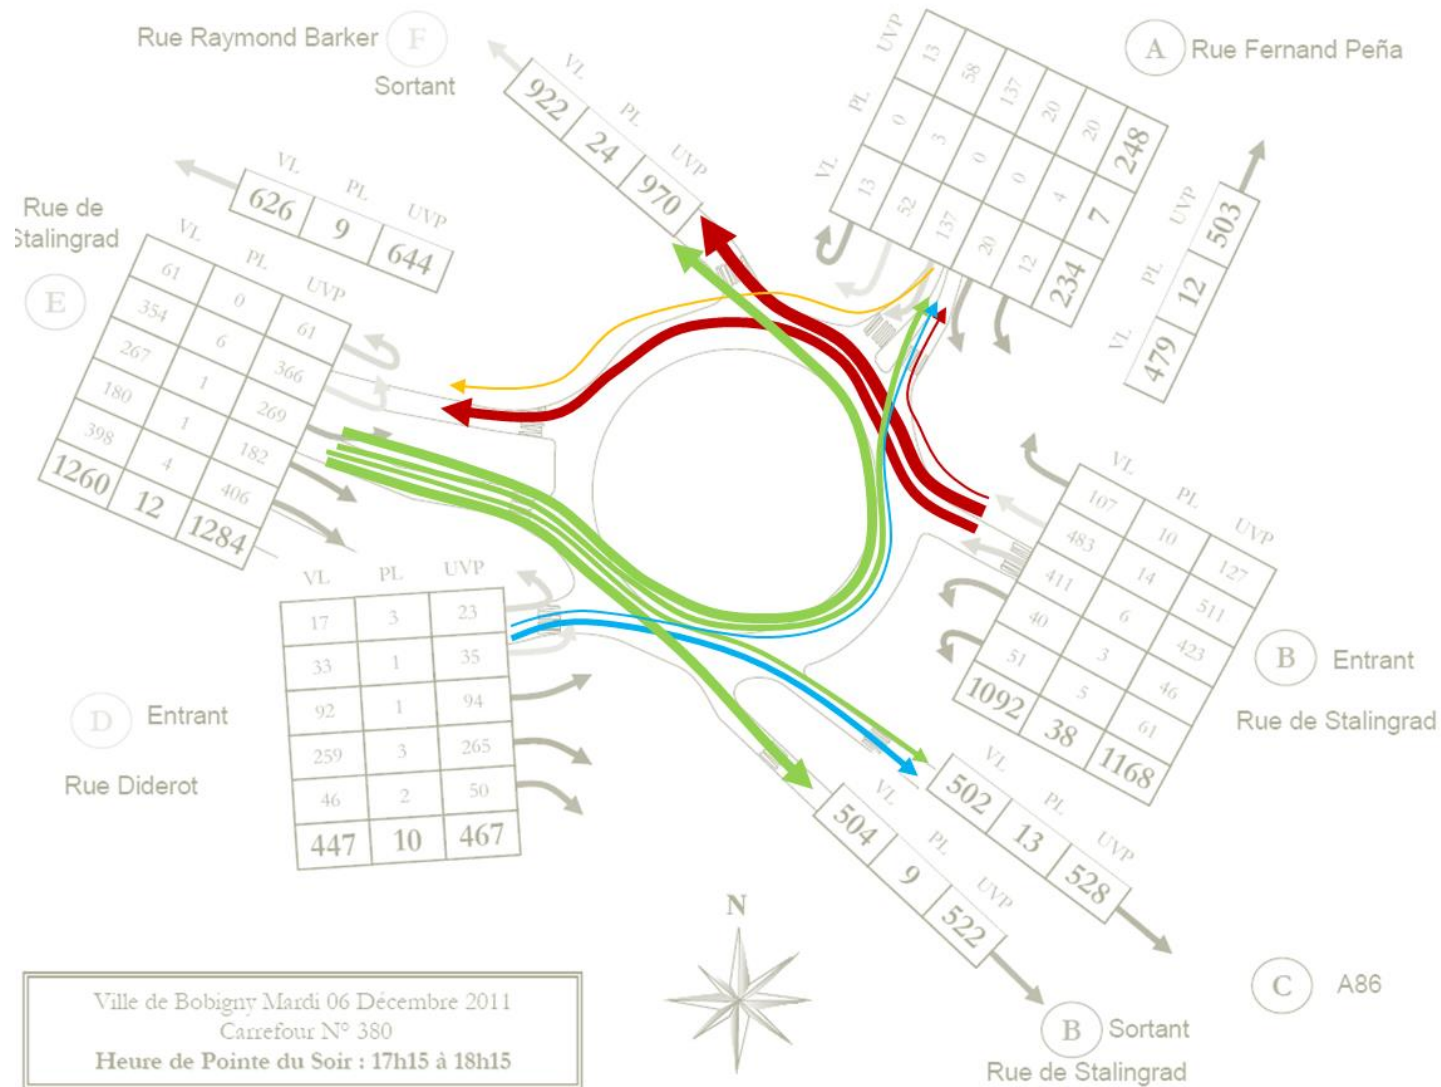 Rue Raymond Barker F
Sortant
VL PL UVP
922 24 970
A Rue Fernand Peña
UVP 13 58 137 20 20 248
PL 0 3 0 0 4 7
VL 13 52 137 20 12 234
VL PL UVP
479 12 503
VL PL UVP
626 9 644
Rue de
Stalingrad
E
VL PL UVP
61 0 61
354 6 366
267 1 269
180 1 182
398 4 406
1260 12 1284
VL PL UVP
107 10 127
483 14 511
411 6 423
40 3 46
51 5 61
1092 38 1168
B Entrant
Rue de Stalingrad
D Entrant
Rue Diderot
VL PL UVP
17 3 23
33 1 35
92 1 94
259 3 265
46 2 50
447 10 467
VL PL UVP
502 13 528
VL PL UVP
504 9 522
N
C A86
B Sortant
Rue de Stalingrad
Ville de Bobigny Mardi 06 Décembre 2011
Carrefour N° 380
Heure de Pointe du Soir : 17h15 à 18h15